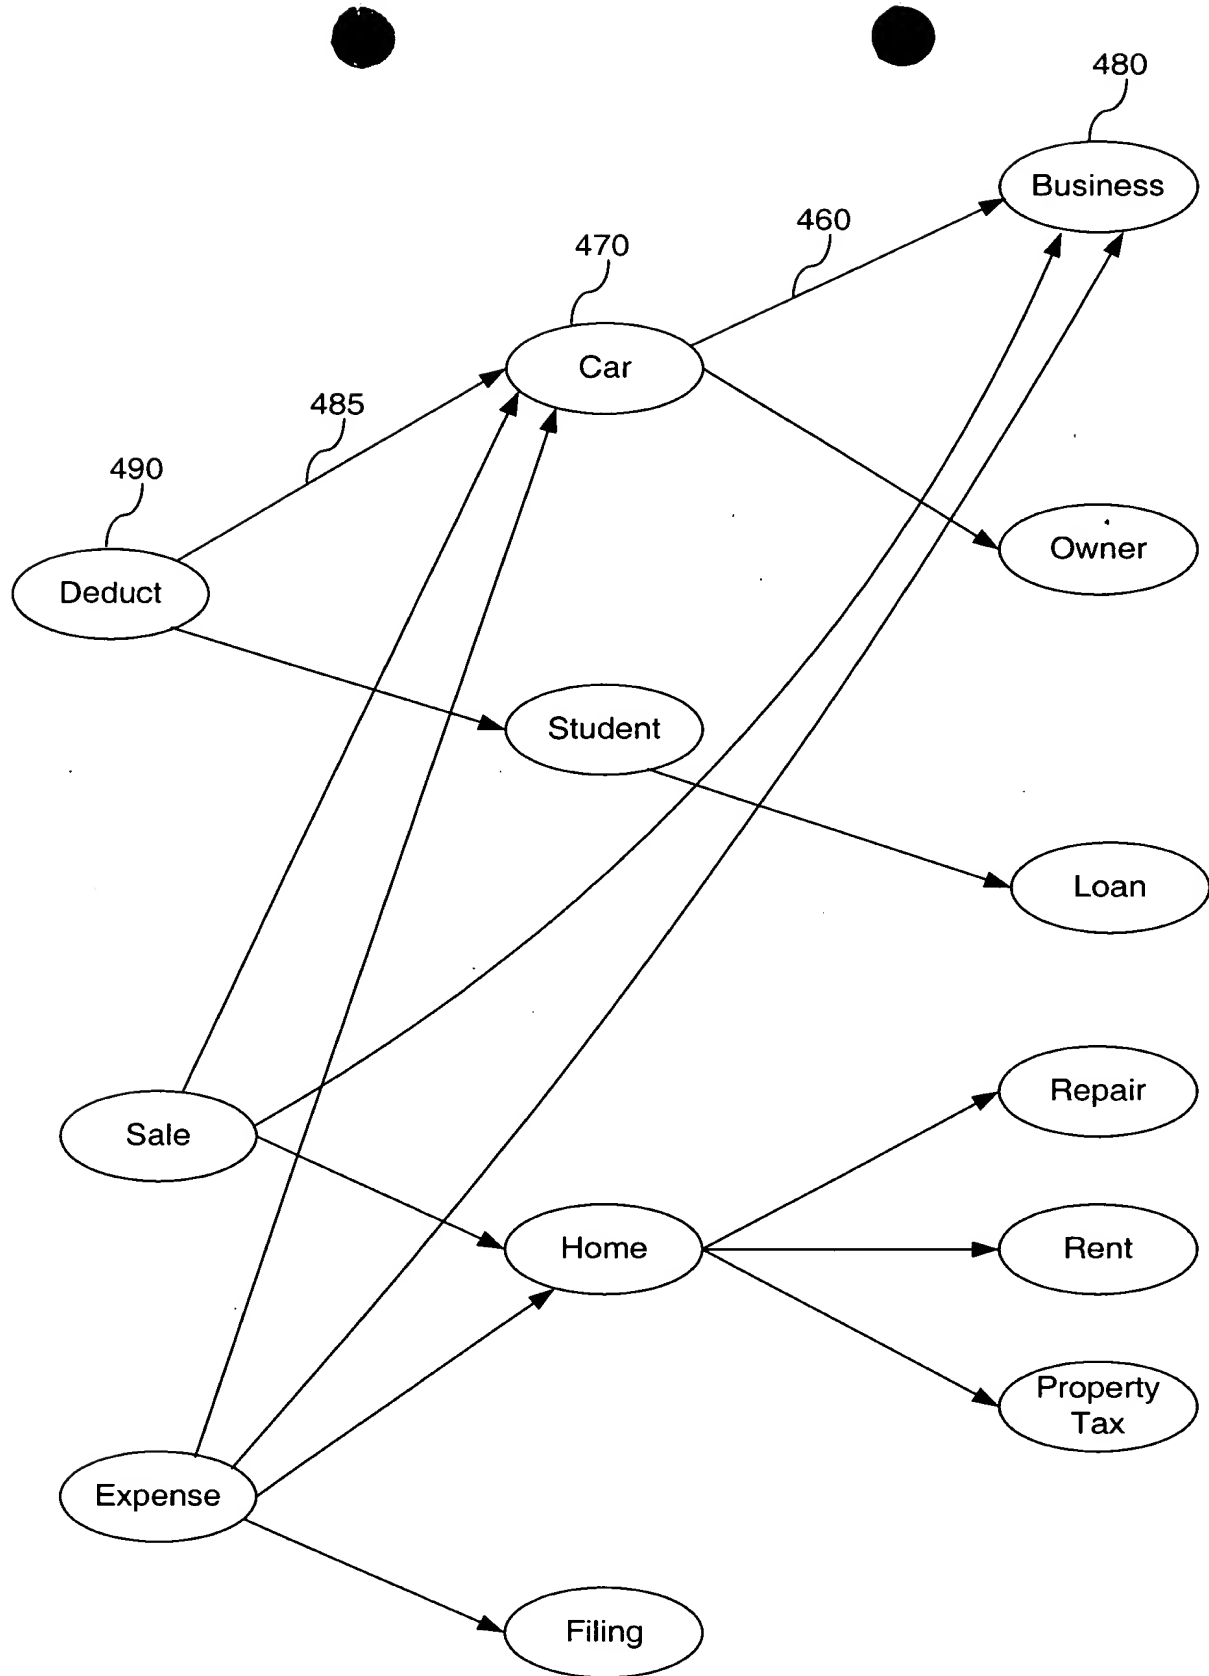 480
Business
460
470
Car
485
490
Owner
Deduct
Student
Loan
Repair
Sale
Home
Rent
Property
Tax
Expense
Filing